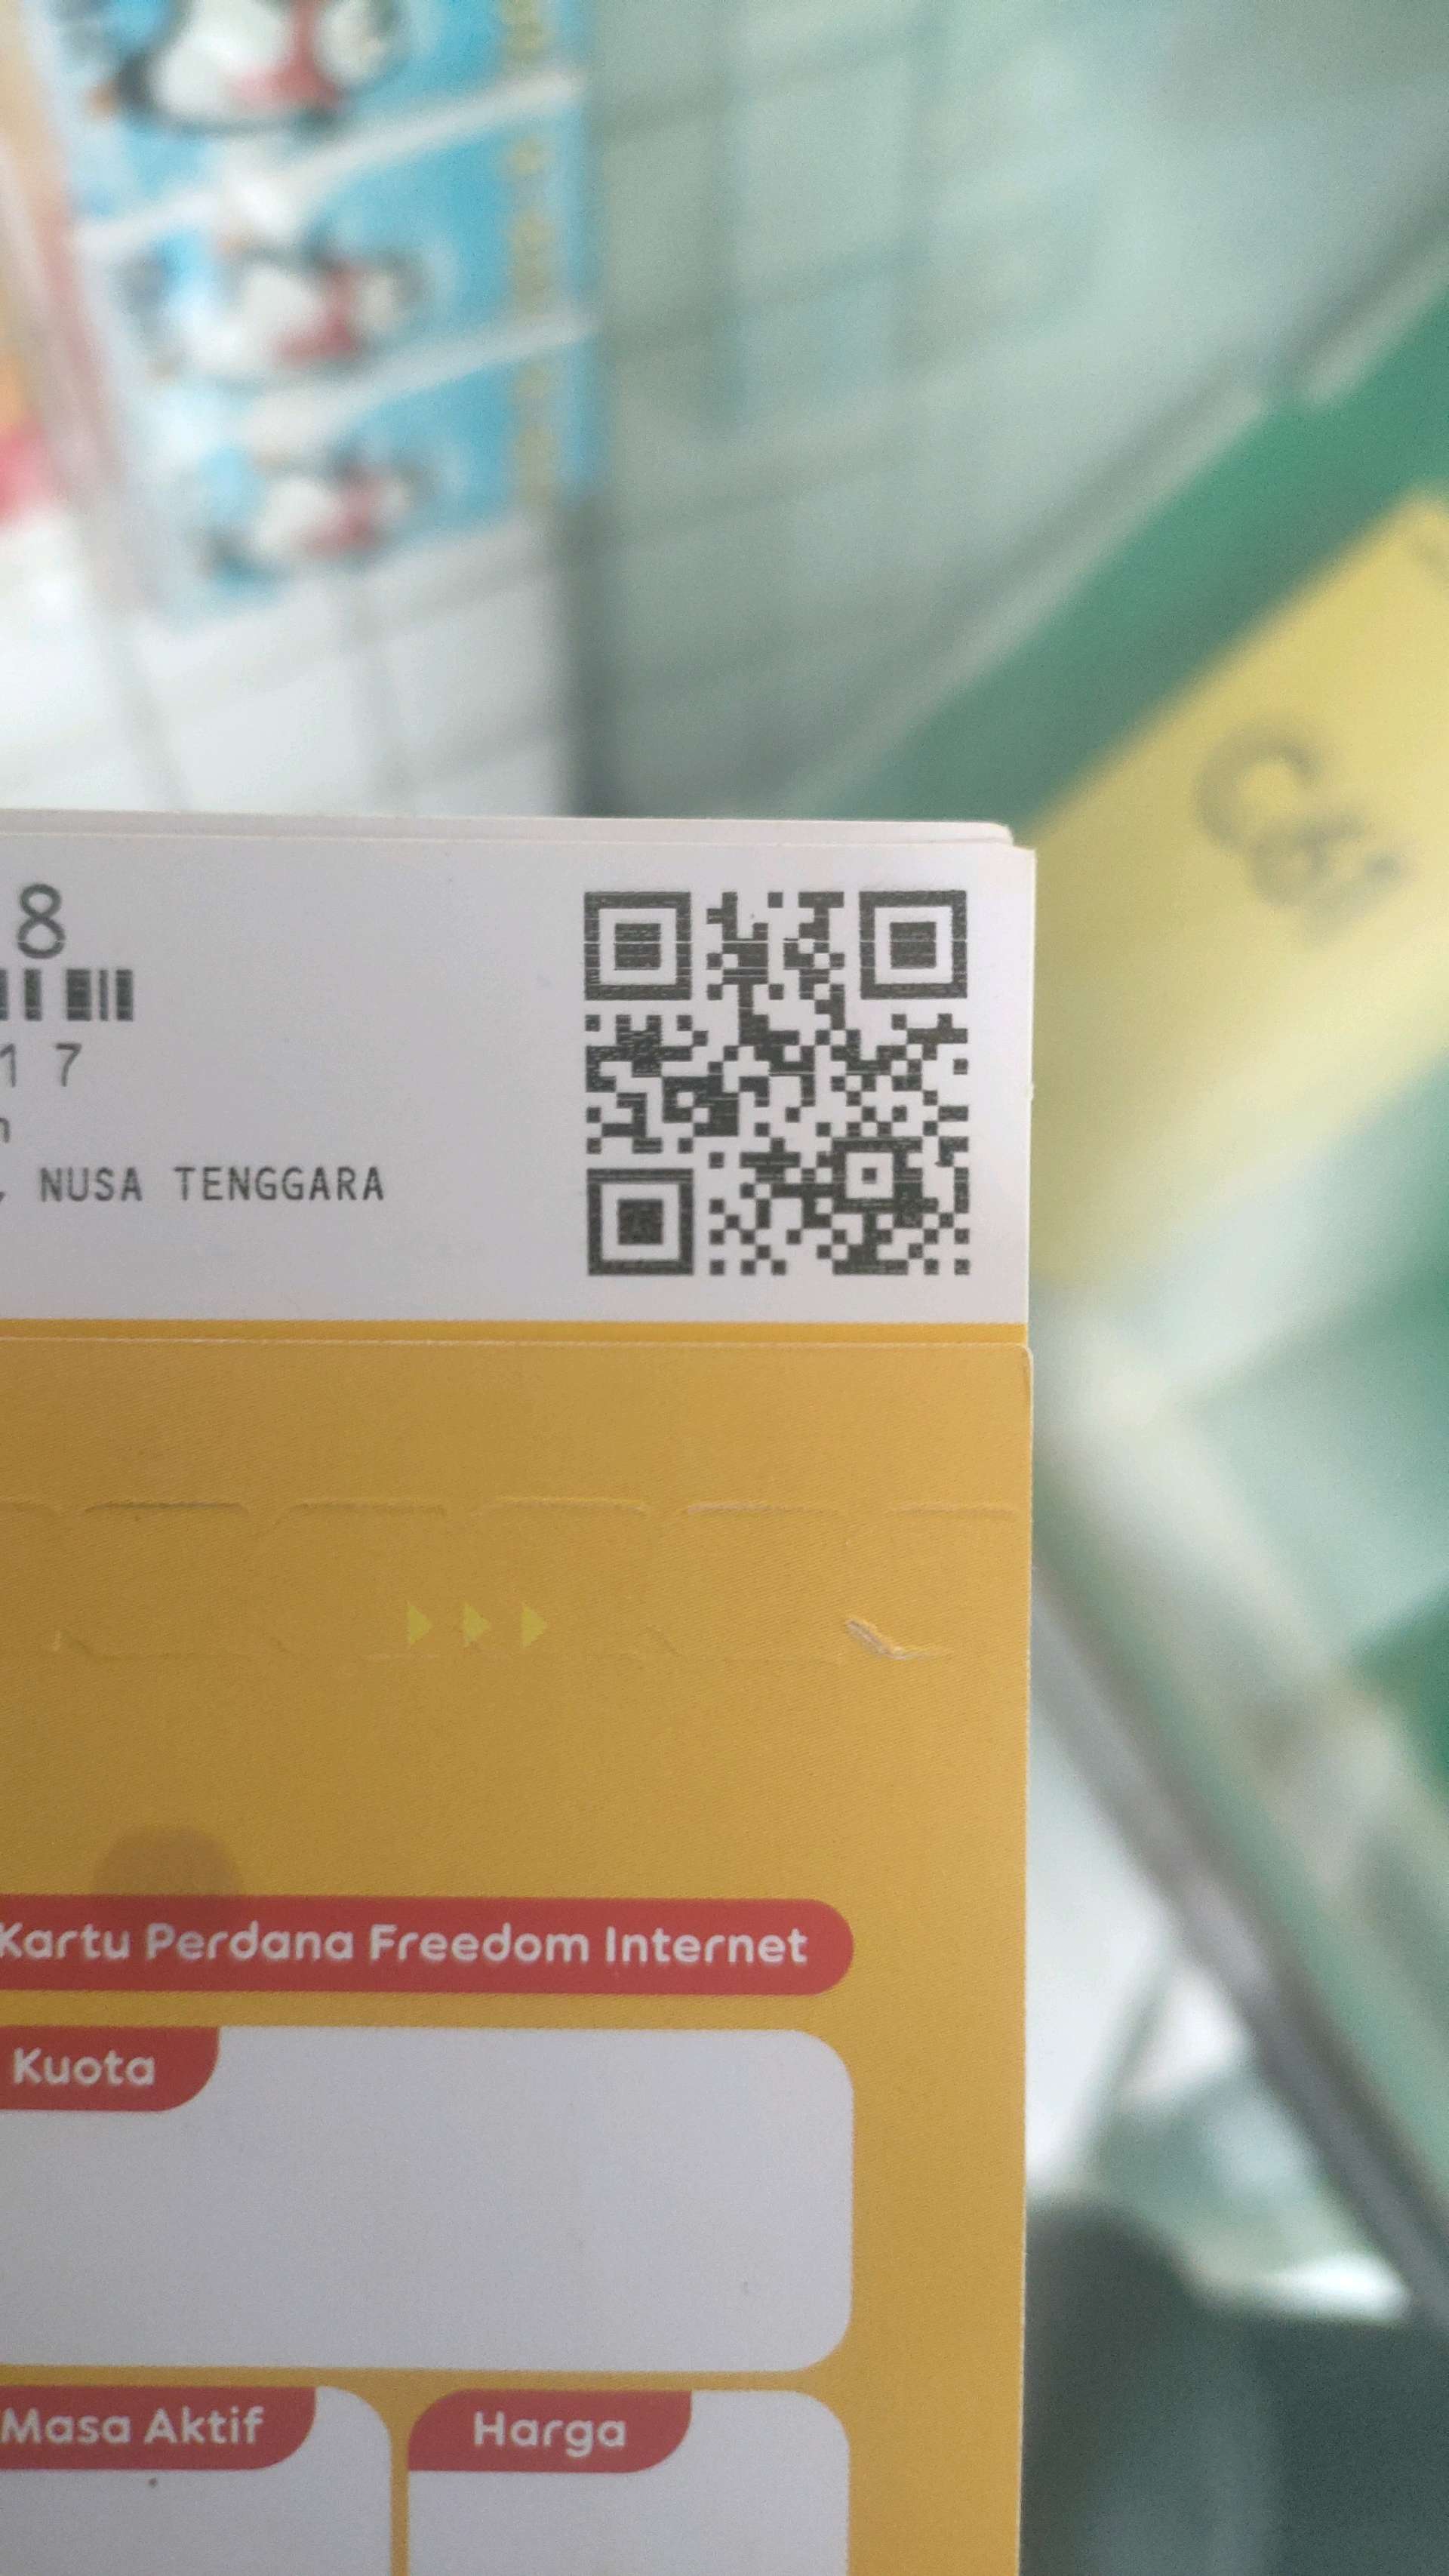 8
1 7
, NUSA TENGGARA
Kartu Perdana Freedom Internet
Kuota
Masa Aktif
Harga